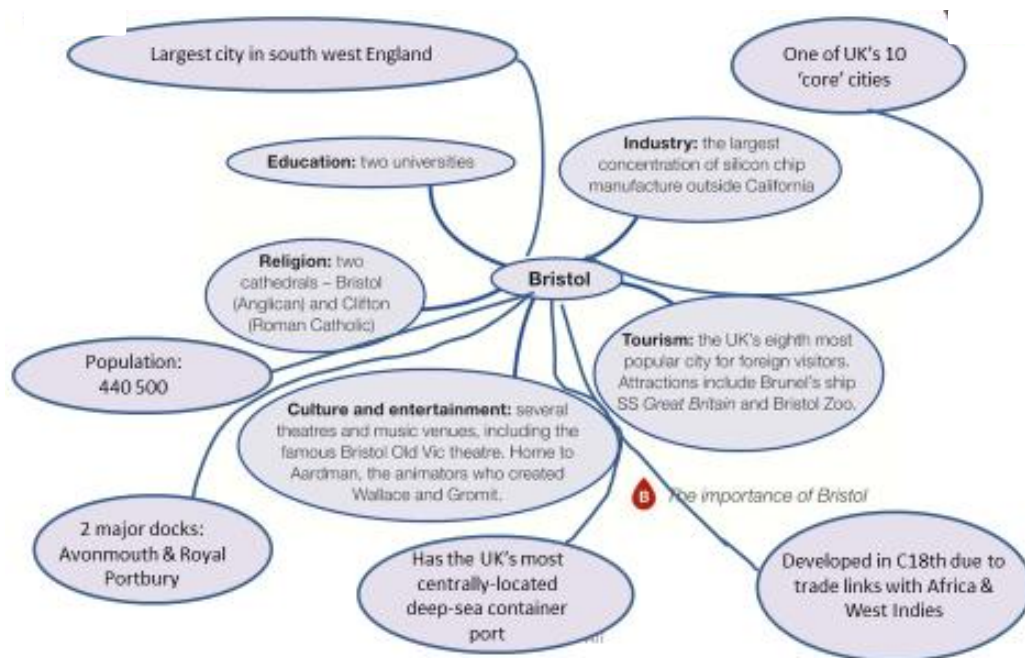 Largest city in south west England
One of UK's 10
'core' cities
Education: two universities
Industry: the largest
concentration of silicon chip
manufacture outside California
Religion: two
cathedrals – Bristol
(Anglican) and Clifton
(Roman Catholic)
Bristol
Population:
440 500
Tourism: the UK's eighth most
popular city for foreign visitors.
Attractions include Brunel's ship
SS Great Britain and Bristol Zoo.
Culture and entertainment: several
theatres and music venues, including the
famous Bristol Old Vic theatre. Home to
Aardman, the animators who created
Wallace and Gromit.
B The importance of Bristol
2 major docks:
Avonmouth & Royal
Portbury
Has the UK's most
centrally-located
deep-sea container
port
Developed in C18th due to
trade links with Africa &
West Indies